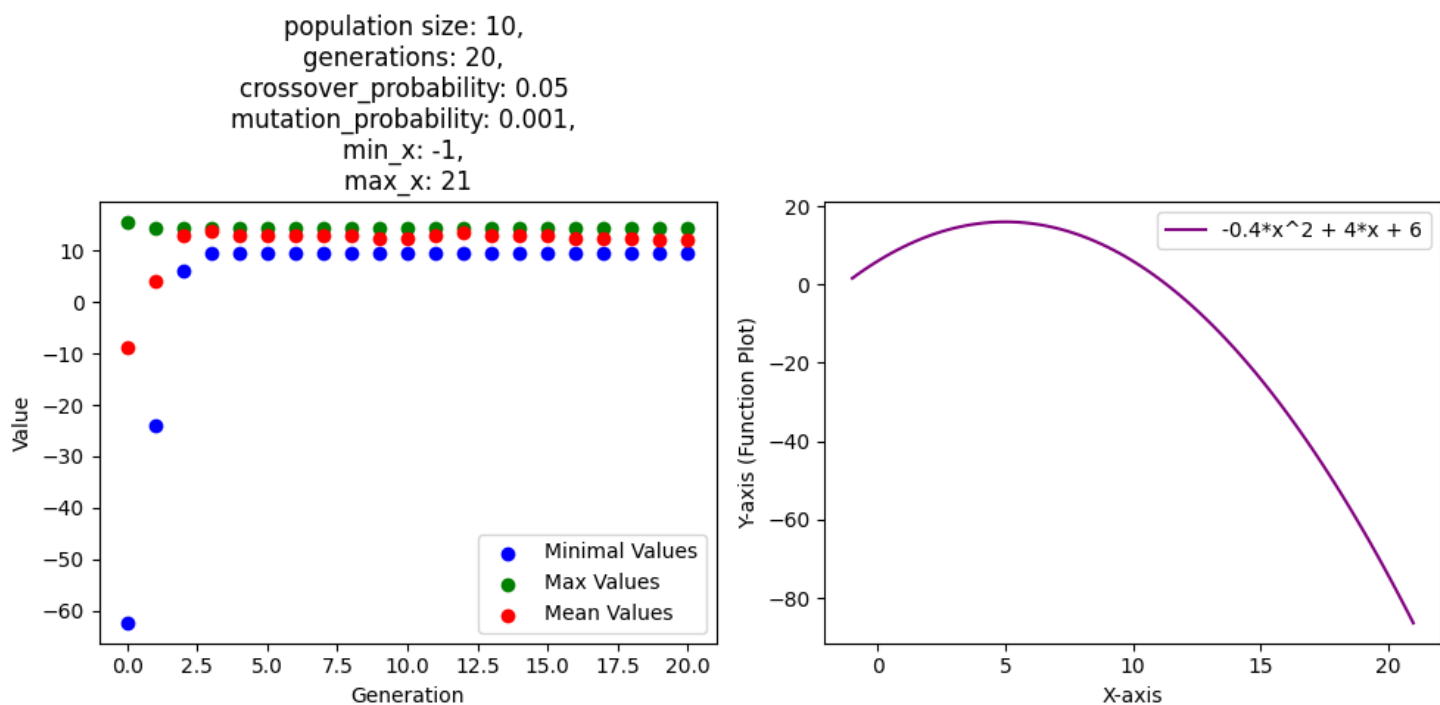 population size: 10,
generations: 20,
crossover_probability: 0.05
mutation_probability: 0.001,
min_x: -1,
max_x: 21
10
0
−10
−20
−30
−40
−50
−60
Value
0.0 2.5 5.0 7.5 10.0 12.5 15.0 17.5 20.0
Generation
Minimal Values
Max Values
Mean Values
20
0
−20
−40
−60
−80
Y-axis (Function Plot)
0 5 10 15 20
X-axis
-0.4*x^2 + 4*x + 6